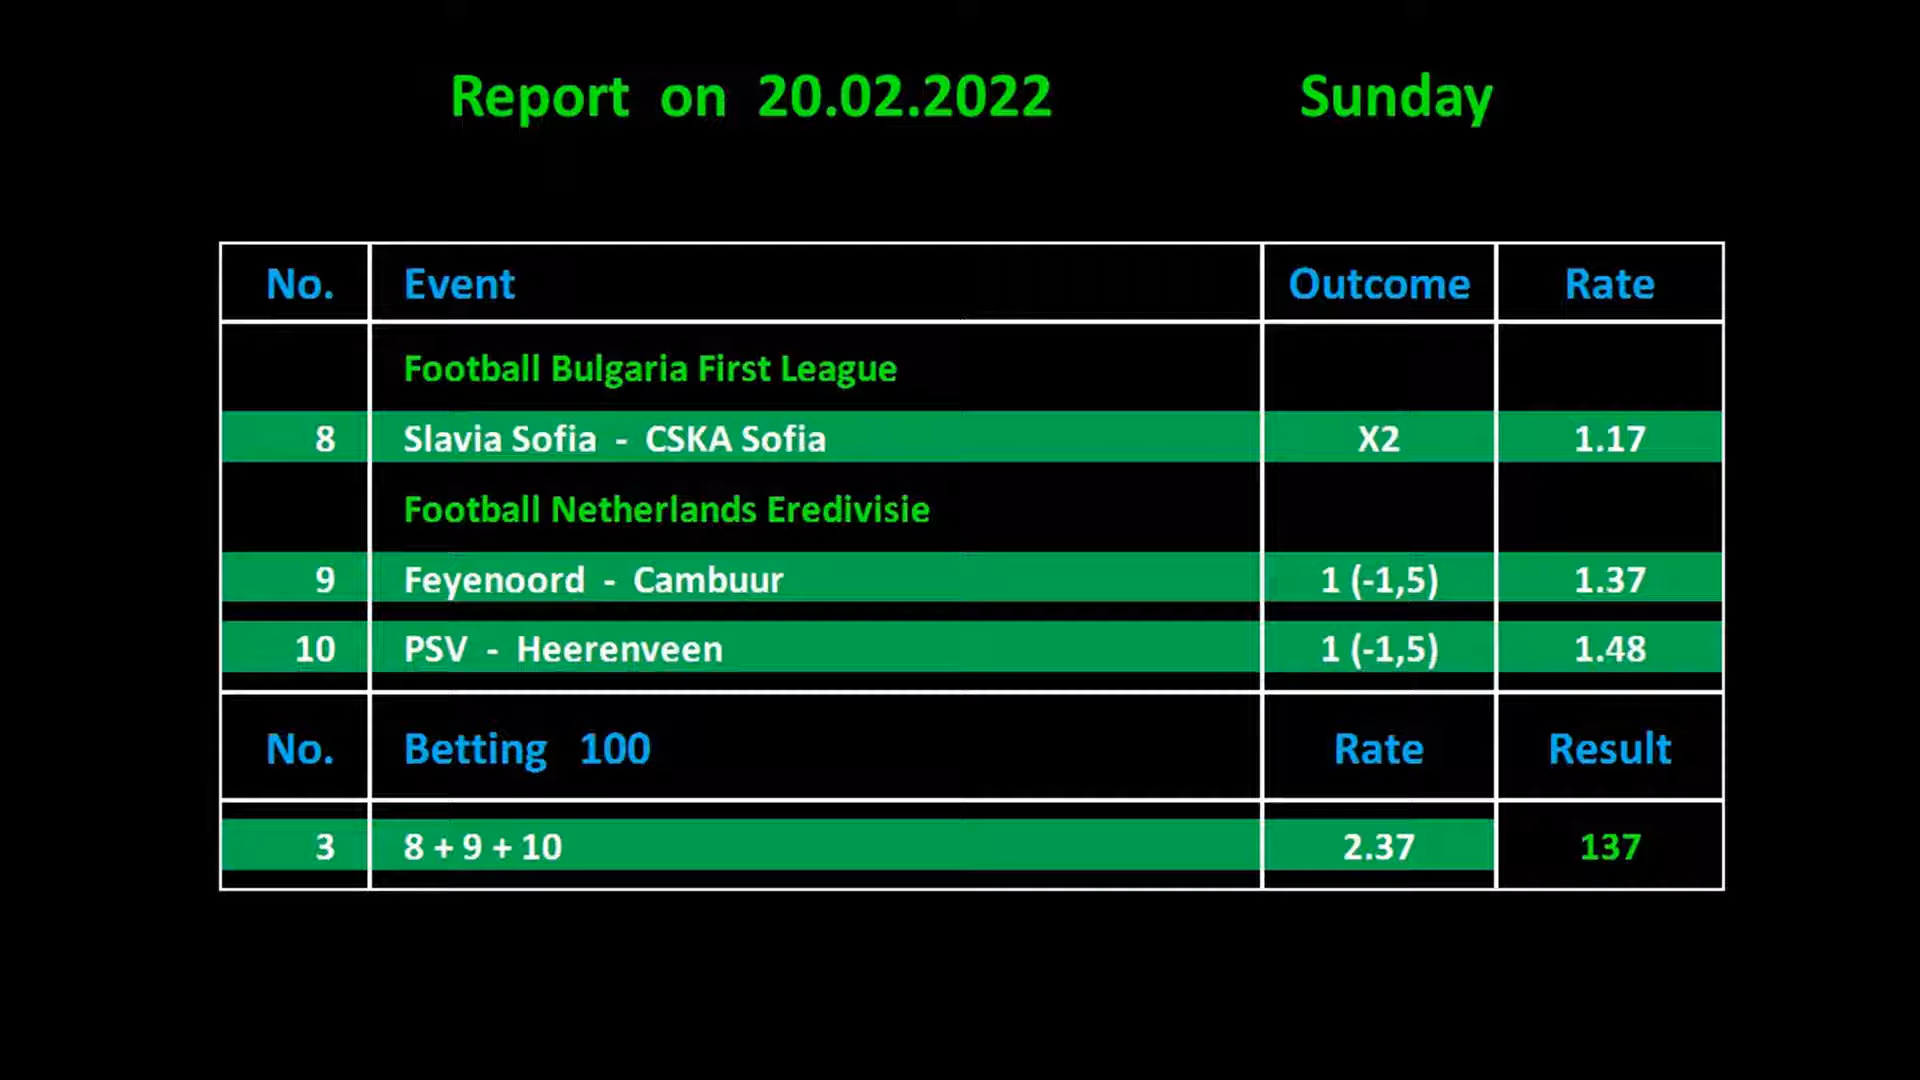 Report on 20.02.2022 Sunday
No. Event Outcome Rate
Football Bulgaria First League
8 Slavia Sofia - CSKA Sofia X2 1.17
Football Netherlands Eredivisie
9 Feyenoord - Cambuur 1 (-1,5) 1.37
10 PSV - Heerenveen 1 (-1,5) 1.48
No. Betting 100 Rate Result
3 8 + 9 + 10 2.37 137